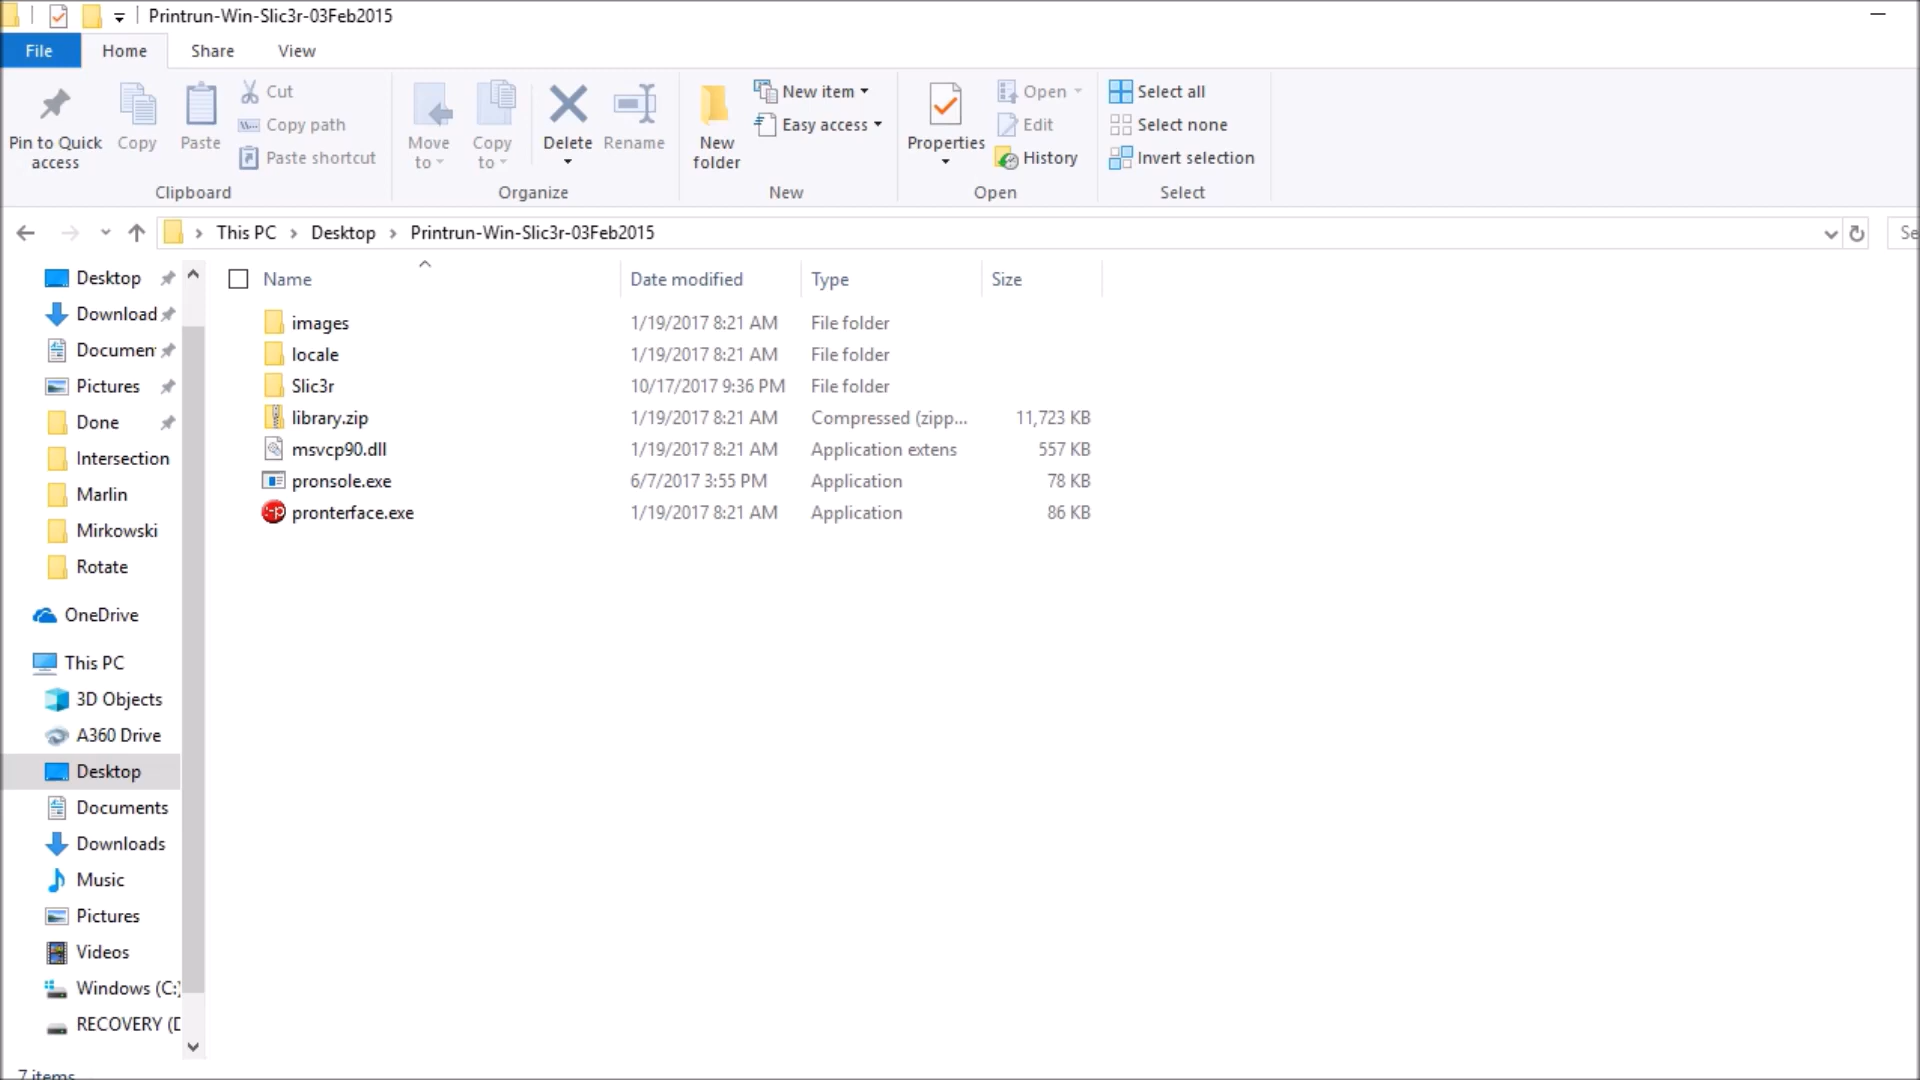 Printrun-Win-Slic3r-03Feb2015
File Home Share View
Pin to Quick access
Copy
Paste
Cut
Copy path
Paste shortcut
Clipboard
Move to
Copy to
Delete
Rename
Organize
New folder
New item
Easy access
New
Properties
Open
Edit
History
Open
Select all
Select none
Invert selection
Select
This PC > Desktop > Printrun-Win-Slic3r-03Feb2015
Se
Name Date modified Type Size
images 1/19/2017 8:21 AM File folder
locale 1/19/2017 8:21 AM File folder
Slic3r 10/17/2017 9:36 PM File folder
library.zip 1/19/2017 8:21 AM Compressed (zipp... 11,723 KB
msvcp90.dll 1/19/2017 8:21 AM Application extens 557 KB
pronsole.exe 6/7/2017 3:55 PM Application 78 KB
pronterface.exe 1/19/2017 8:21 AM Application 86 KB
Desktop
Download
Documen
Pictures
Done
Intersection
Marlin
Mirkowski
Rotate
OneDrive
This PC
3D Objects
A360 Drive
Desktop
Documents
Downloads
Music
Pictures
Videos
Windows (C:)
RECOVERY (D
7 items